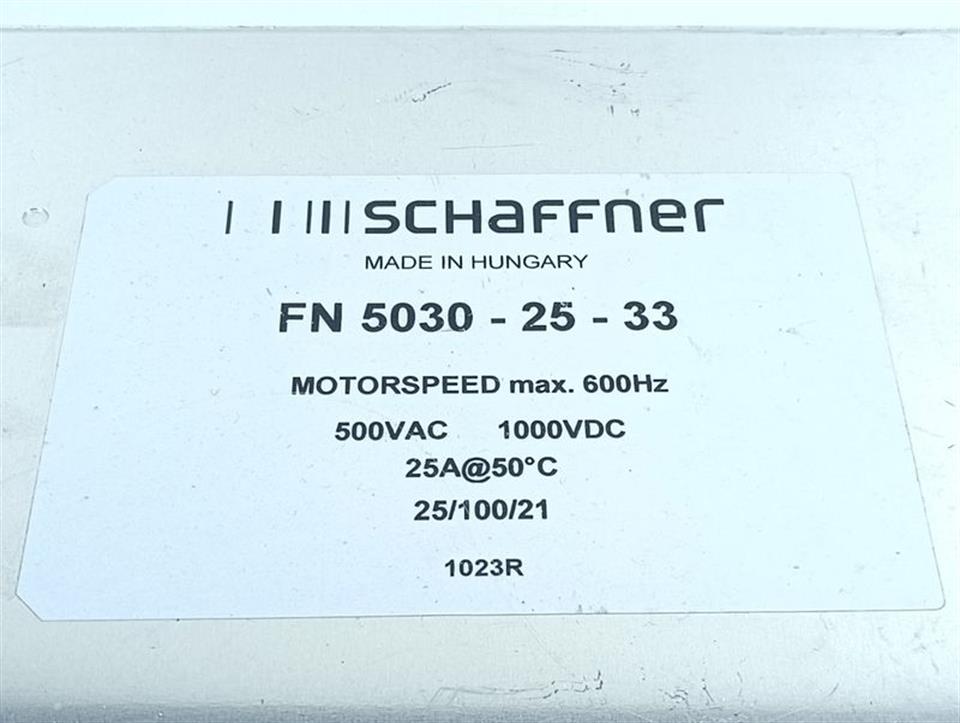 SCHaFFner
MADE IN HUNGARY
FN 5030 - 25 - 33
MOTORSPEED max. 600Hz
500VAC 1000VDC
25A@50°C
25/100/21
1023R